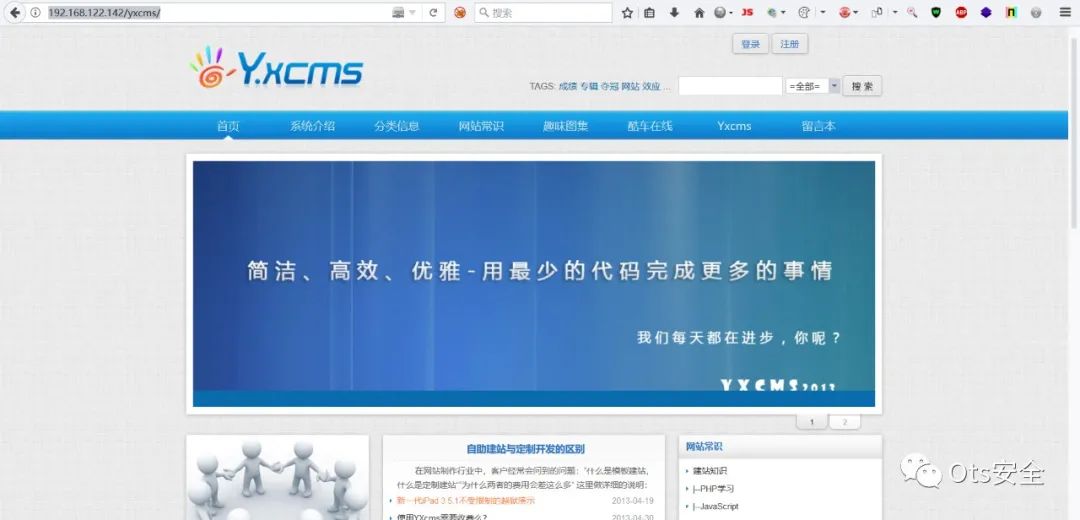 192.168.122.142/yxcms/
搜索
JS
ABP
登录 注册
Yxcms
TAGS: 成绩 专辑 夺冠 网站 效应 ...
=全部=
搜 索
首页 系统介绍 分类信息 网站常识 趣味图集 酷车在线 Yxcms 留言本
简洁、高效、优雅-用最少的代码完成更多的事情
我们每天都在进步，你呢？
YXCMS2013
1 2
自助建站与定制开发的区别
在网站制作行业中，客户经常会问到的问题：“什么是模板建站，
什么是定制建站”“为什么两者的费用会差这么多” 这里做详细的说明：
新一代iPad 3 5.1不受限制的越狱演示 2013-04-19
使用YXcms需要收费么？ 2013-04-30
网站常识
建站知识
|--PHP学习
|--JavaScript
Ots安全